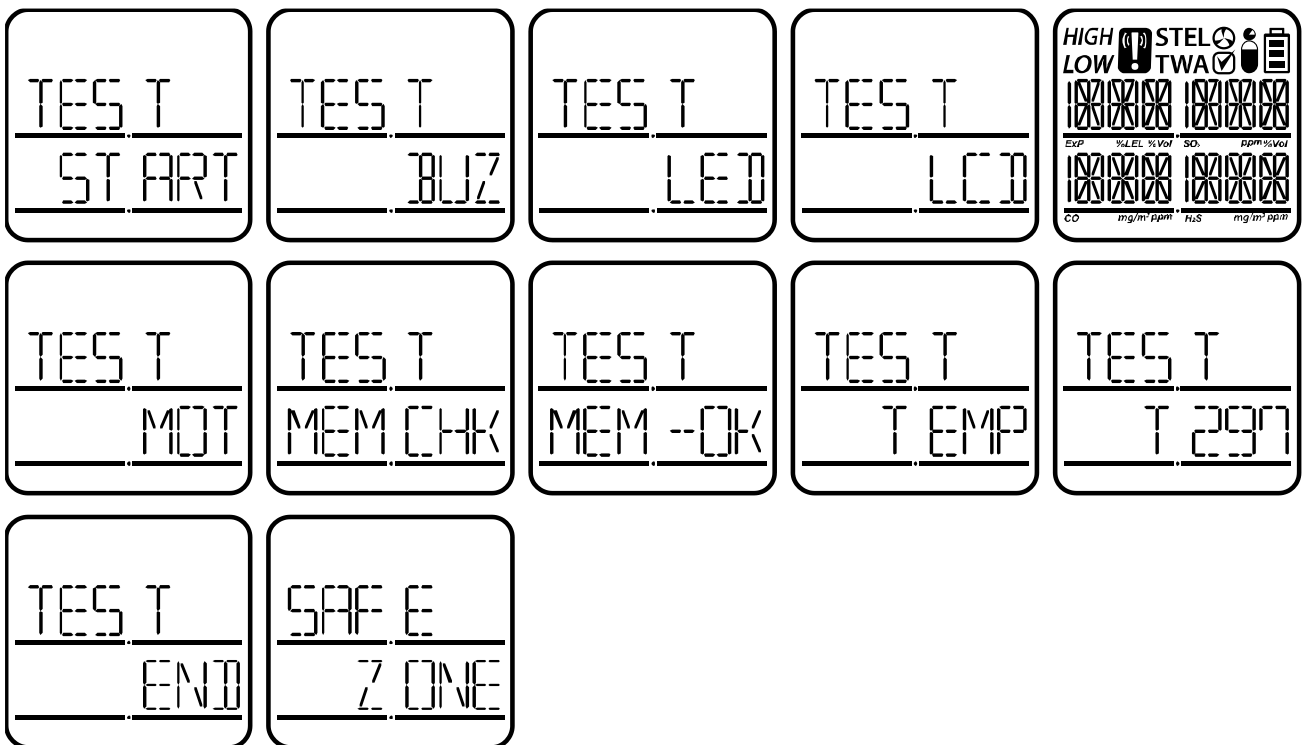 TEST
START
TEST
BUZ
TEST
LED
TEST
LCD
HIGH STEL
LOW TWA
ExP %LEL %Vol SO₂ ppm %Vol
CO mg/m³ ppm H₂S mg/m³ ppm
TEST
MOT
TEST
MEM CHK
TEST
MEM -OK
TEST
TEMP
TEST
T 297
TEST
END
SAFE
ZONE